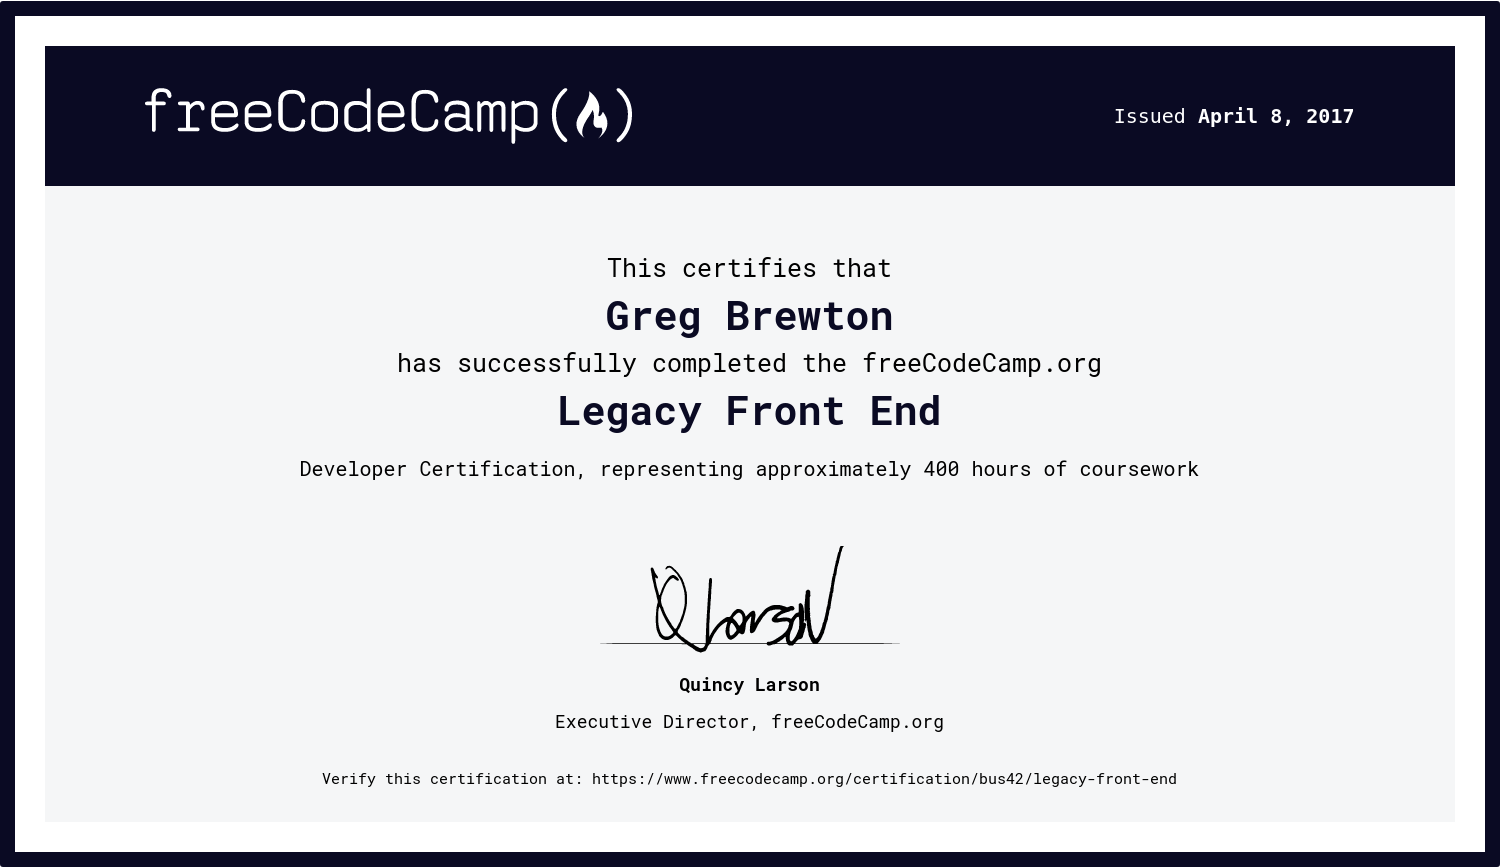 freeCodeCamp(🔥)
Issued April 8, 2017
This certifies that
Greg Brewton
has successfully completed the freeCodeCamp.org
Legacy Front End
Developer Certification, representing approximately 400 hours of coursework
Q Larson
Quincy Larson
Executive Director, freeCodeCamp.org
Verify this certification at: https://www.freecodecamp.org/certification/bus42/legacy-front-end